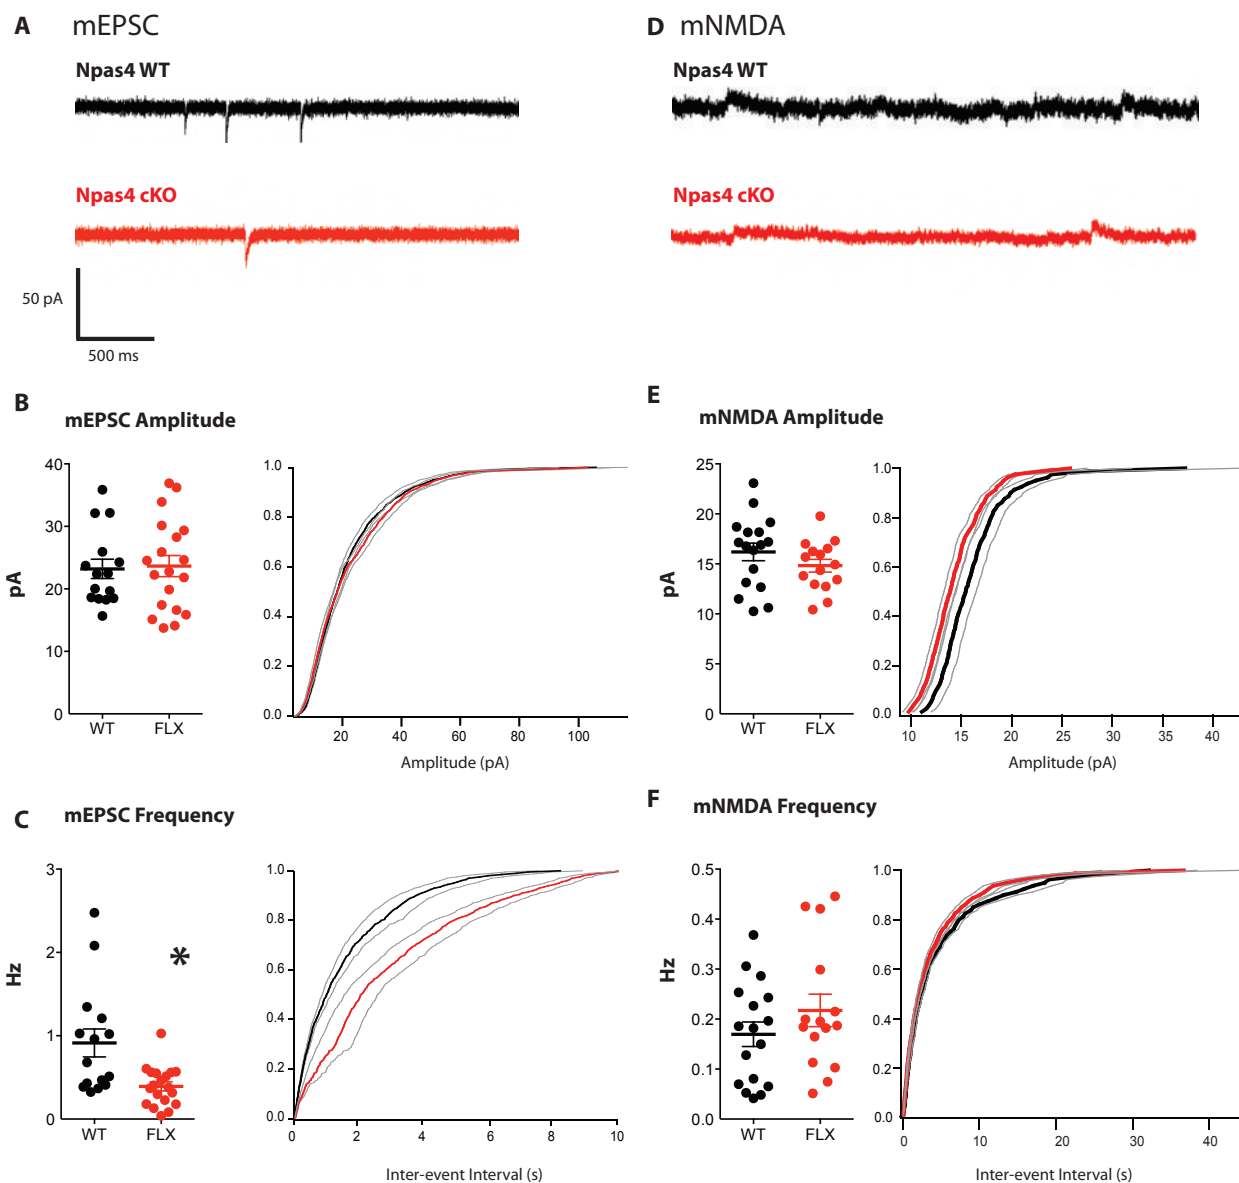 A mEPSC
Npas4 WT
Npas4 cKO
50 pA
500 ms
D mNMDA
Npas4 WT
Npas4 cKO
B
mEPSC Amplitude
40
30
20
10
0
pA
WT FLX
1.0
0.8
0.6
0.4
0.2
0.0
20 40 60 80 100
Amplitude (pA)
E
mNMDA Amplitude
25
20
15
10
5
0
pA
WT FLX
1.0
0.8
0.6
0.4
0.2
0.0
10 15 20 25 30 35 40
Amplitude (pA)
C
mEPSC Frequency
3
2
1
0
Hz
*
WT FLX
1.0
0.8
0.6
0.4
0.2
0.0
0 2 4 6 8 10
Inter-event Interval (s)
F
mNMDA Frequency
0.5
0.4
0.3
0.2
0.1
0.0
Hz
WT FLX
1.0
0.8
0.6
0.4
0.2
0.0
0 10 20 30 40
Inter-event Interval (s)